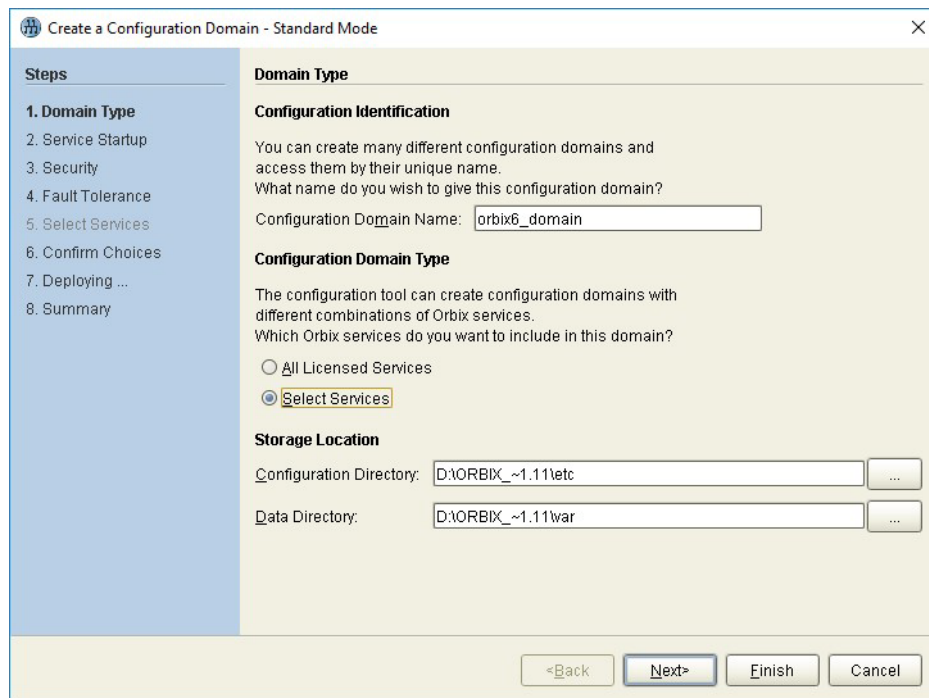 Create a Configuration Domain - Standard Mode
Steps
1. Domain Type
2. Service Startup
3. Security
4. Fault Tolerance
5. Select Services
6. Confirm Choices
7. Deploying ...
8. Summary
Domain Type
Configuration Identification
You can create many different configuration domains and
access them by their unique name.
What name do you wish to give this configuration domain?
Configuration Domain Name: orbix6_domain
Configuration Domain Type
The configuration tool can create configuration domains with
different combinations of Orbix services.
Which Orbix services do you want to include in this domain?
All Licensed Services
Select Services
Storage Location
Configuration Directory: D:\ORBIX_~1.11\etc ...
Data Directory: D:\ORBIX_~1.11\var ...
<Back Next> Finish Cancel